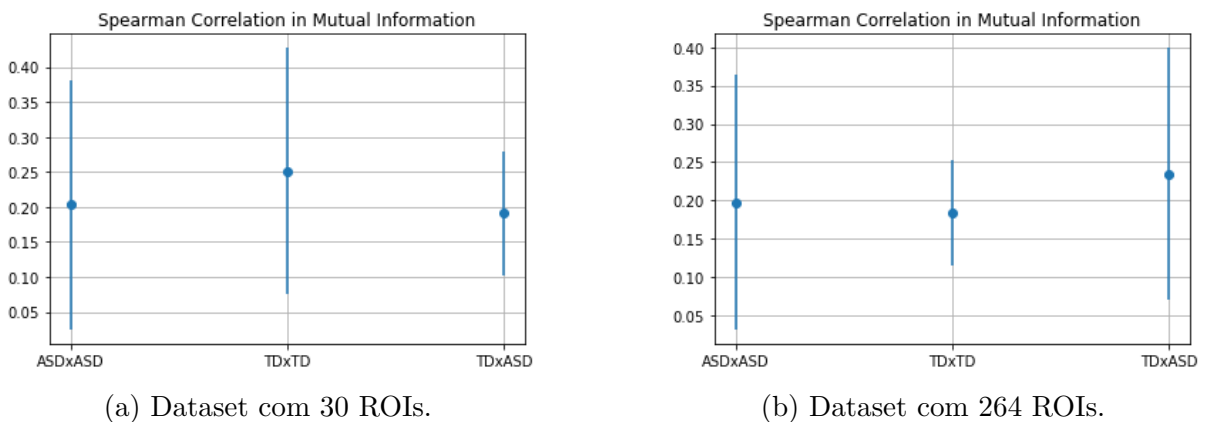 Spearman Correlation in Mutual Information
0.40
0.35
0.30
0.25
0.20
0.15
0.10
0.05
ASDxASD TDxTD TDxASD
(a) Dataset com 30 ROIs.
Spearman Correlation in Mutual Information
0.40
0.35
0.30
0.25
0.20
0.15
0.10
0.05
ASDxASD TDxTD TDxASD
(b) Dataset com 264 ROIs.